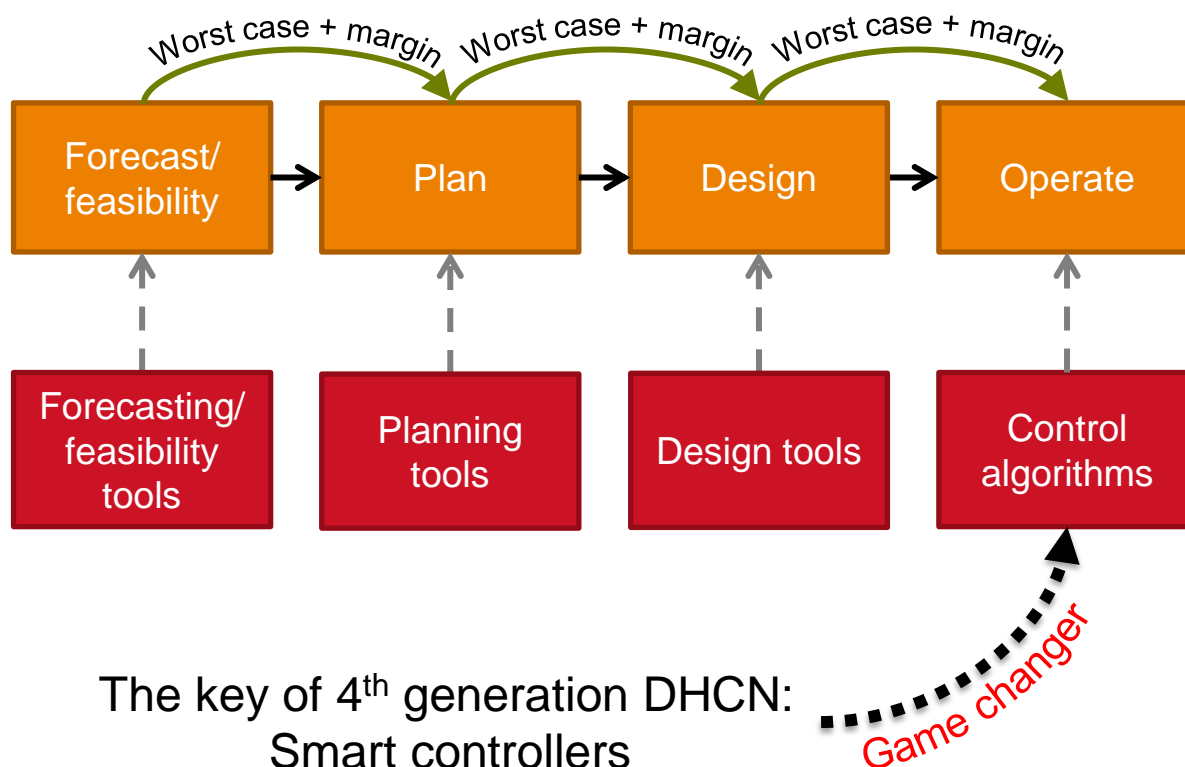 Worst case + margin
Worst case + margin
Worst case + margin
Forecast/
feasibility
Plan
Design
Operate
Forecasting/
feasibility
tools
Planning
tools
Design tools
Control
algorithms
The key of 4th generation DHCN:
Smart controllers
Game changer